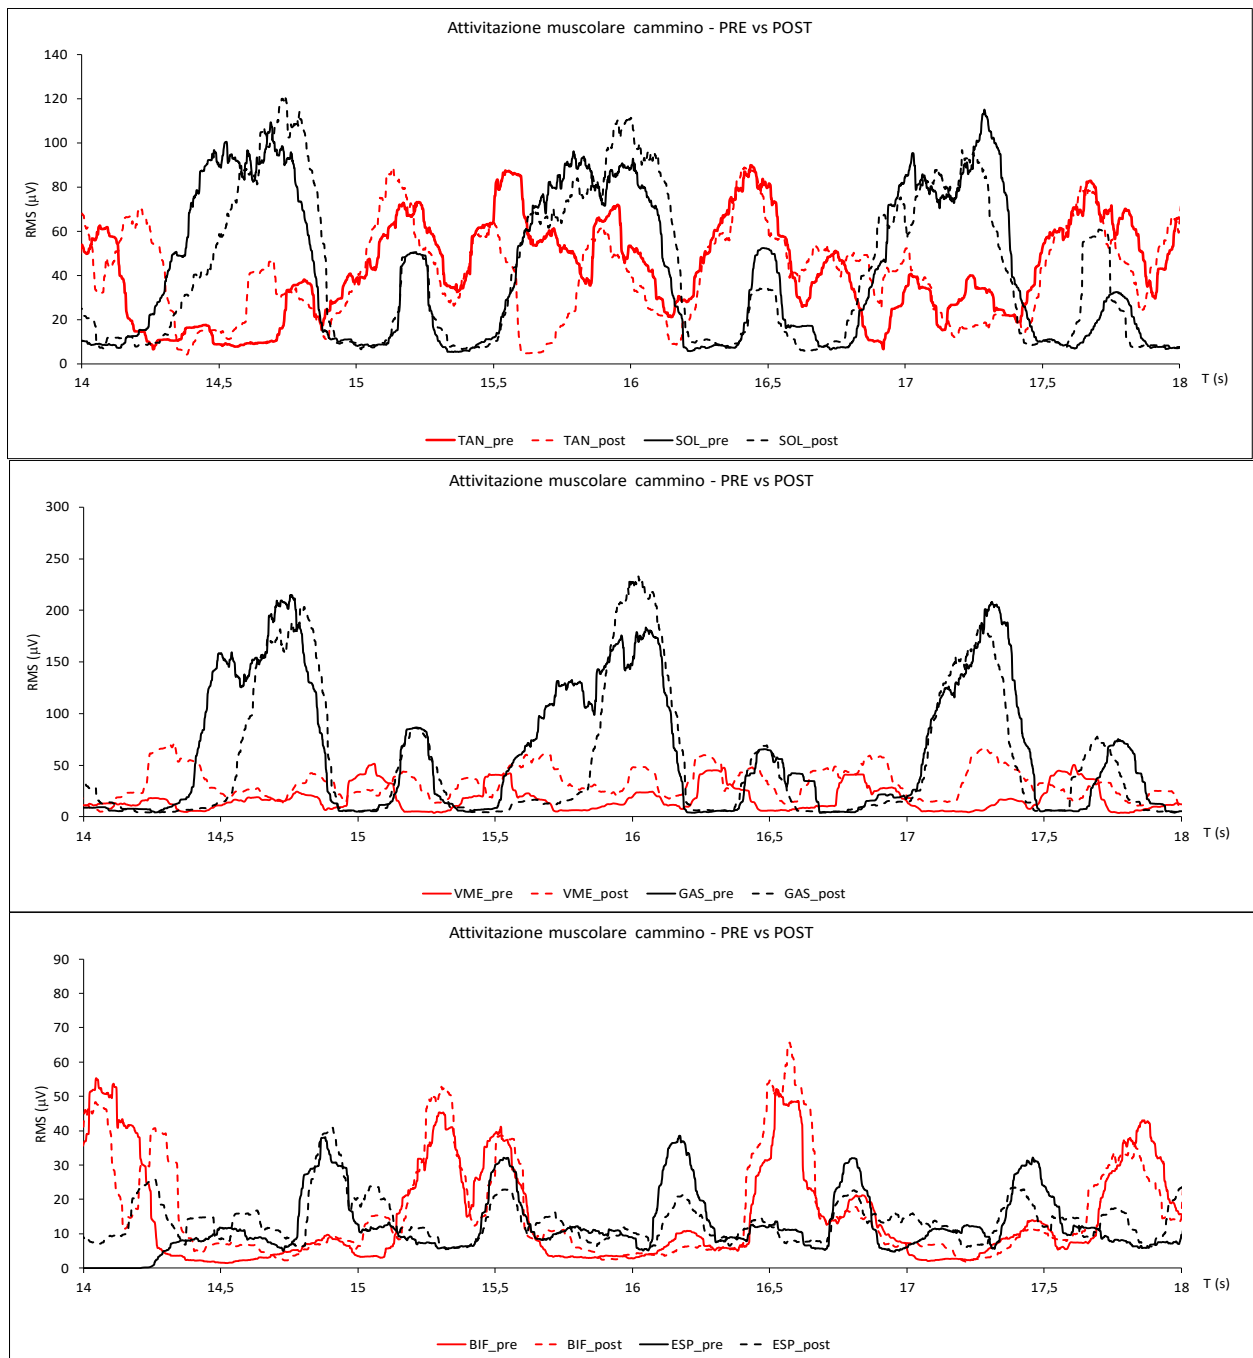 Attivitazione muscolare cammino - PRE vs POST
140
120
100
80
60
40
20
0
RMS (µV)
14 14,5 15 15,5 16 16,5 17 17,5 18
T (s)
TAN_pre TAN_post SOL_pre SOL_post
Attivitazione muscolare cammino - PRE vs POST
300
250
200
150
100
50
0
RMS (µV)
14 14,5 15 15,5 16 16,5 17 17,5 18
T (s)
VME_pre VME_post GAS_pre GAS_post
Attivitazione muscolare cammino - PRE vs POST
90
80
70
60
50
40
30
20
10
0
RMS (µV)
14 14,5 15 15,5 16 16,5 17 17,5 18
T (s)
BIF_pre BIF_post ESP_pre ESP_post